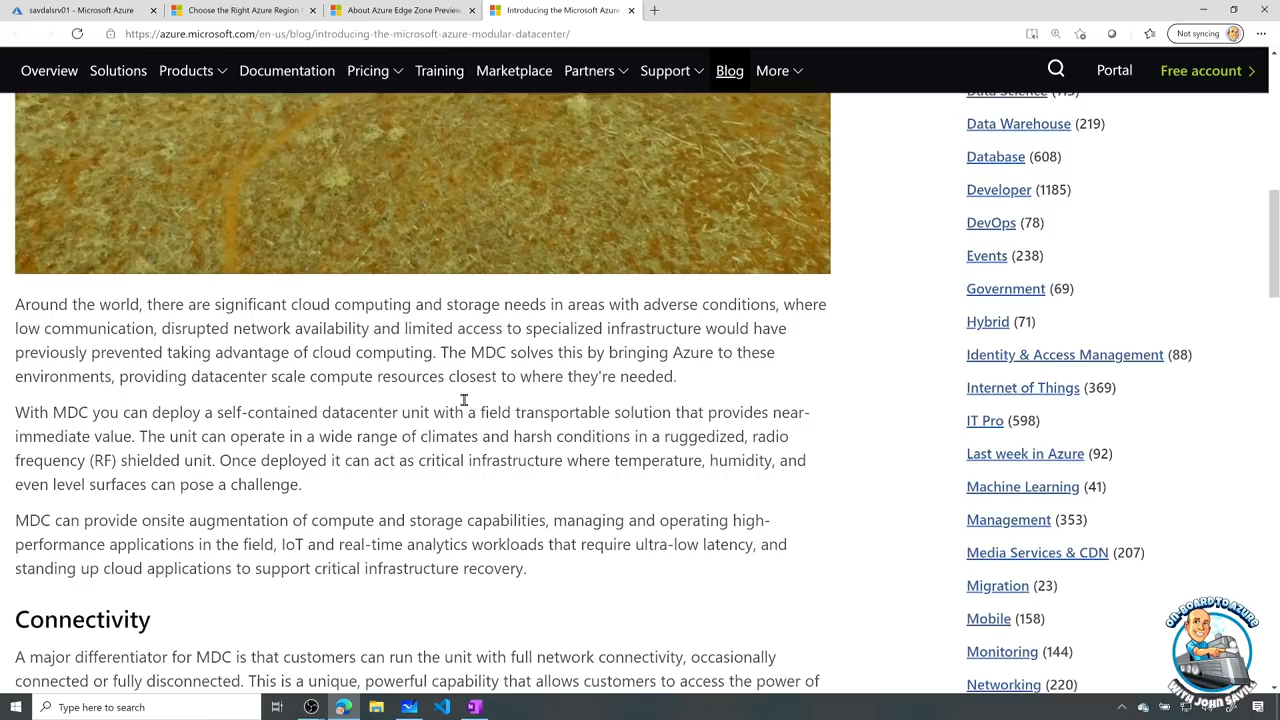 savdalsrv01 - Microsoft Azure
Choose the Right Azure Region
About Azure Edge Zone Preview
Introducing the Microsoft Azure
https://azure.microsoft.com/en-us/blog/introducing-the-microsoft-azure-modular-datacenter/
Not syncing
Overview Solutions Products Documentation Pricing Training Marketplace Partners Support Blog More Portal Free account
Around the world, there are significant cloud computing and storage needs in areas with adverse conditions, where
low communication, disrupted network availability and limited access to specialized infrastructure would have
previously prevented taking advantage of cloud computing. The MDC solves this by bringing Azure to these
environments, providing datacenter scale compute resources closest to where they're needed.
With MDC you can deploy a self-contained datacenter unit with a field transportable solution that provides near-
immediate value. The unit can operate in a wide range of climates and harsh conditions in a ruggedized, radio
frequency (RF) shielded unit. Once deployed it can act as critical infrastructure where temperature, humidity, and
even level surfaces can pose a challenge.
MDC can provide onsite augmentation of compute and storage capabilities, managing and operating high-
performance applications in the field, IoT and real-time analytics workloads that require ultra-low latency, and
standing up cloud applications to support critical infrastructure recovery.
Connectivity
A major differentiator for MDC is that customers can run the unit with full network connectivity, occasionally
connected or fully disconnected. This is a unique, powerful capability that allows customers to access the power of
Data Science (115)
Data Warehouse (219)
Database (608)
Developer (1185)
DevOps (78)
Events (238)
Government (69)
Hybrid (71)
Identity & Access Management (88)
Internet of Things (369)
IT Pro (598)
Last week in Azure (92)
Machine Learning (41)
Management (353)
Media Services & CDN (207)
Migration (23)
Mobile (158)
Monitoring (144)
Networking (220)
ON-BOARD TO AZURE
WITH JOHN SAVILL
Type here to search